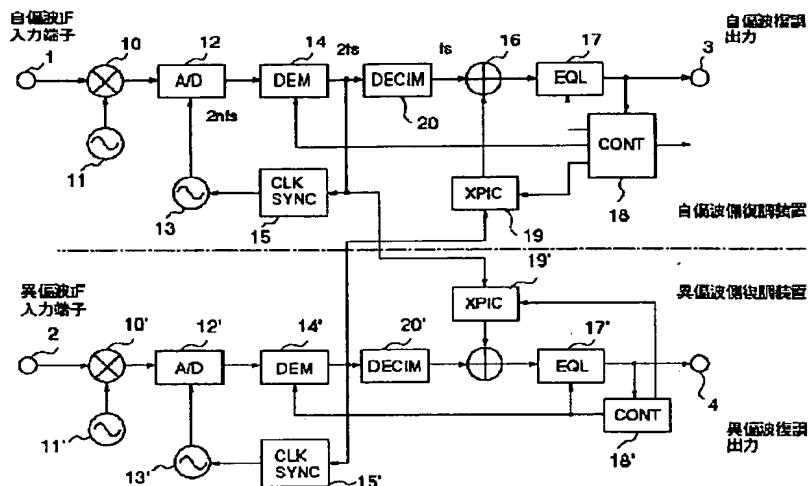 自偏波IF
入力端子
1
10
11
12
A/D
2nfs
13
14
DEM
2fs
CLK
SYNC
15
DECIM
20
fs
16
17
EQL
XPIC
19
CONT
18
自偏波復調
出力
3
自偏波側復調装置
異偏波IF
入力端子
2
10'
11'
12'
A/D
13'
14'
DEM
CLK
SYNC
15'
20'
DECIM
19'
XPIC
17'
EQL
CONT
18'
異偏波側復調装置
4
異偏波復調
出力